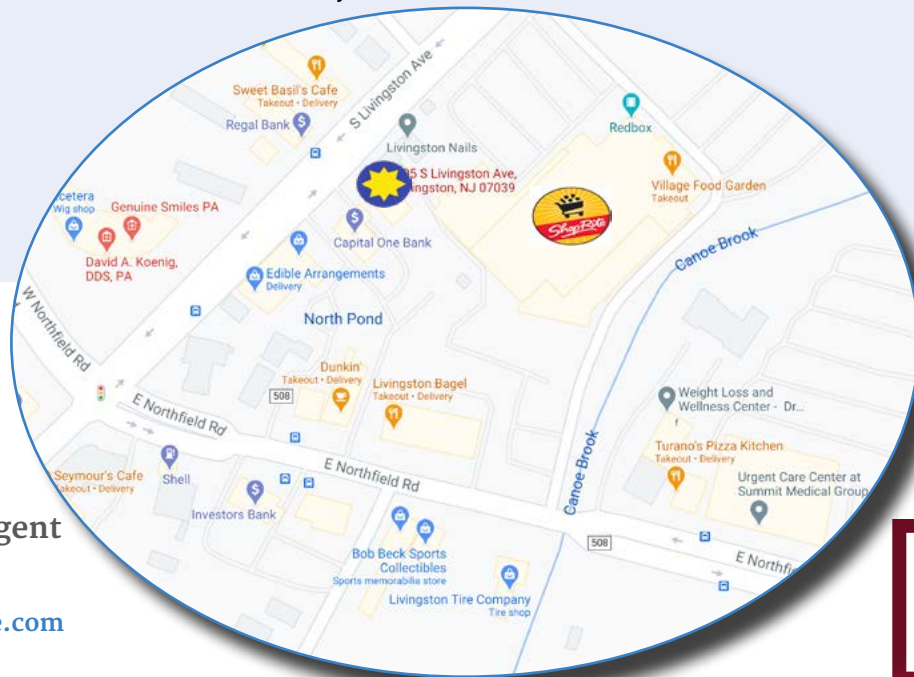 S Livingston Ave
Sweet Basil's Cafe
Takeout • Delivery
Regal Bank
Livingston Nails
Redbox
5 S Livingston Ave,
ingston, NJ 07039
Village Food Garden
Takeout
ShopRite
cetera
Wig shop
Genuine Smiles PA
David A. Koenig,
DDS, PA
Capital One Bank
Canoe Brook
Edible Arrangements
Delivery
W Northfield Rd
North Pond
Dunkin'
Takeout • Delivery
508
Livingston Bagel
Takeout • Delivery
Weight Loss and
Wellness Center - Dr...
E Northfield Rd
Turano's Pizza Kitchen
Takeout • Delivery
Canoe Brook
Seymour's Cafe
Takeout • Delivery
Shell
E Northfield Rd
Urgent Care Center at
Summit Medical Group
Investors Bank
gent
508
Bob Beck Sports
Collectibles
Sports memorabilia store
E Northfie
Livingston Tire Company
Tire shop
e.com